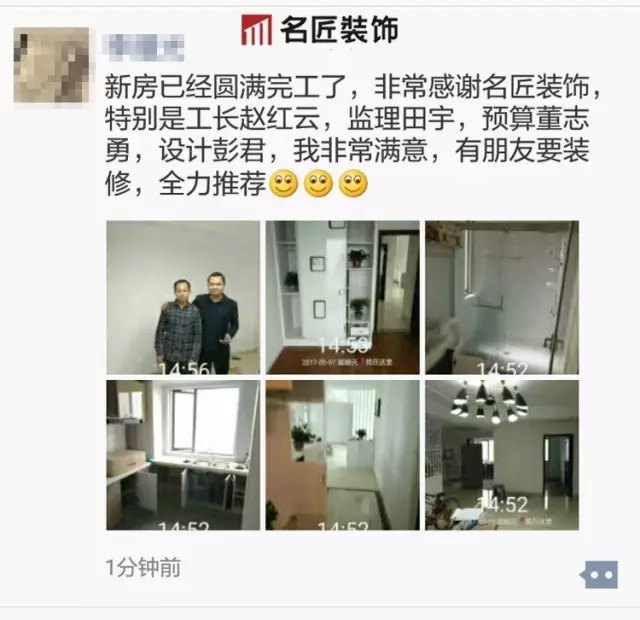 名匠装饰
新房已经圆满完工了，非常感谢名匠装饰，
特别是工长赵红云，监理田宇，预算董志
勇，设计彭君，我非常满意，有朋友要装
修，全力推荐
14:56
14:53
14:52
14:52
14:52
14:52
1分钟前